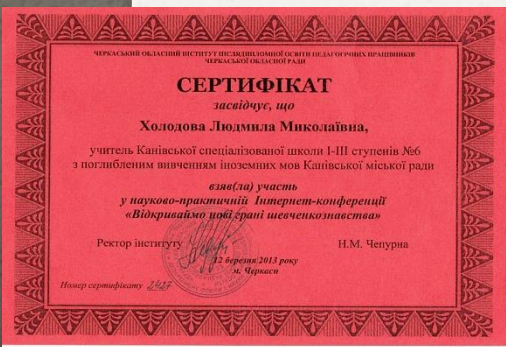 ЧЕРКАСЬКИЙ ОБЛАСНИЙ ІНСТИТУТ ПІСЛЯДИПЛОМНОЇ ОСВІТИ ПЕДАГОГІЧНИХ ПРАЦІВНИКІВ
ЧЕРКАСЬКОЇ ОБЛАСНОЇ РАДИ
СЕРТИФІКАТ
засвідчує, що
Холодова Людмила Миколаївна,
учитель Канівської спеціалізованої школи І-ІІІ ступенів №6
з поглибленим вивченням іноземних мов Канівської міської ради
взяв(ла) участь
у науково-практичній Інтернет-конференції
«Відкриваймо нові грані шевченкознавства»
Ректор інституту Н.М. Чепурна
12 березня 2013 року
м. Черкаси
Номер сертифікату 2427